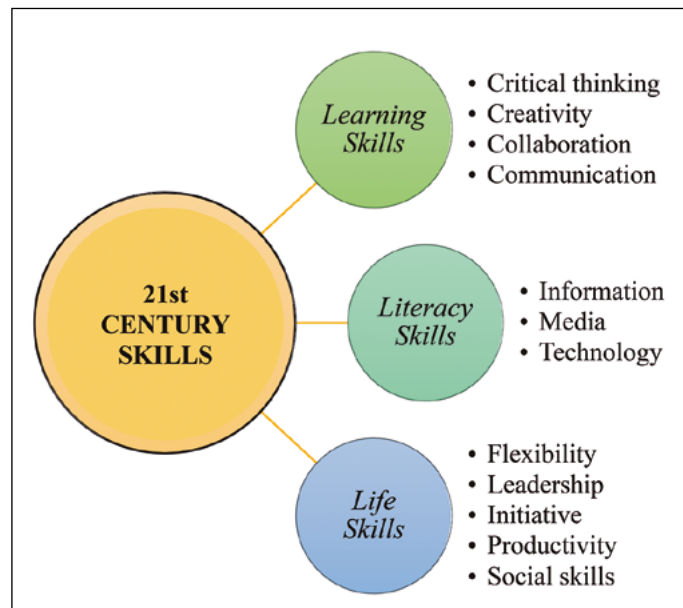 21st
CENTURY
SKILLS
Learning
Skills
• Critical thinking
• Creativity
• Collaboration
• Communication
Literacy
Skills
• Information
• Media
• Technology
Life
Skills
• Flexibility
• Leadership
• Initiative
• Productivity
• Social skills